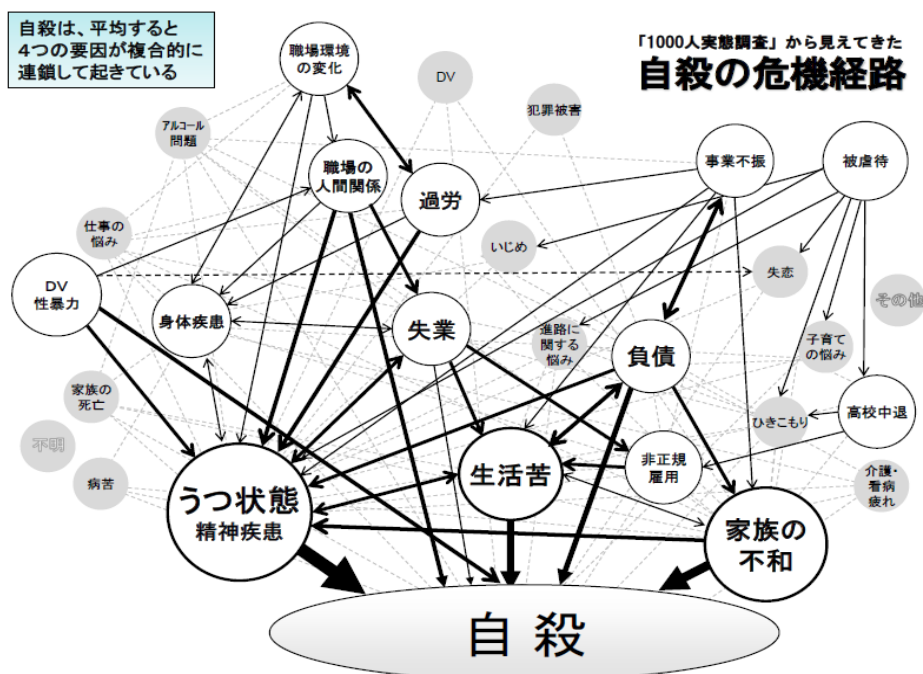 自殺は、平均すると
4つの要因が複合的に
連鎖して起きている
「1000人実態調査」から見えてきた
自殺の危機経路
職場環境
の変化
DV
犯罪被害
アルコール
問題
職場の
人間関係
過労
事業不振
被虐待
仕事の
悩み
いじめ
失恋
DV
性暴力
その他
身体疾患
失業
進路に
関する
悩み
負債
子育て
の悩み
家族の
死亡
ひきこもり
高校中退
不明
病苦
うつ状態
精神疾患
生活苦
非正規
雇用
介護・
看病
疲れ
家族の
不和
自殺